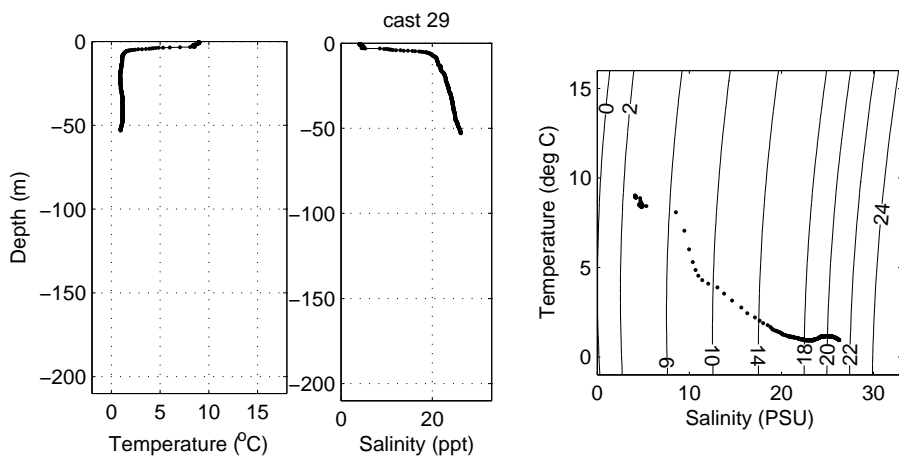 cast 29
0
−50
−100
−150
−200
Depth (m)
0 5 10 15
Temperature (°C)
0
−50
−100
−150
−200
0 20
Salinity (ppt)
15
10
5
0
Temperature (deg C)
0 2 6 10 14 18 20 22 24
0 10 20 30
Salinity (PSU)